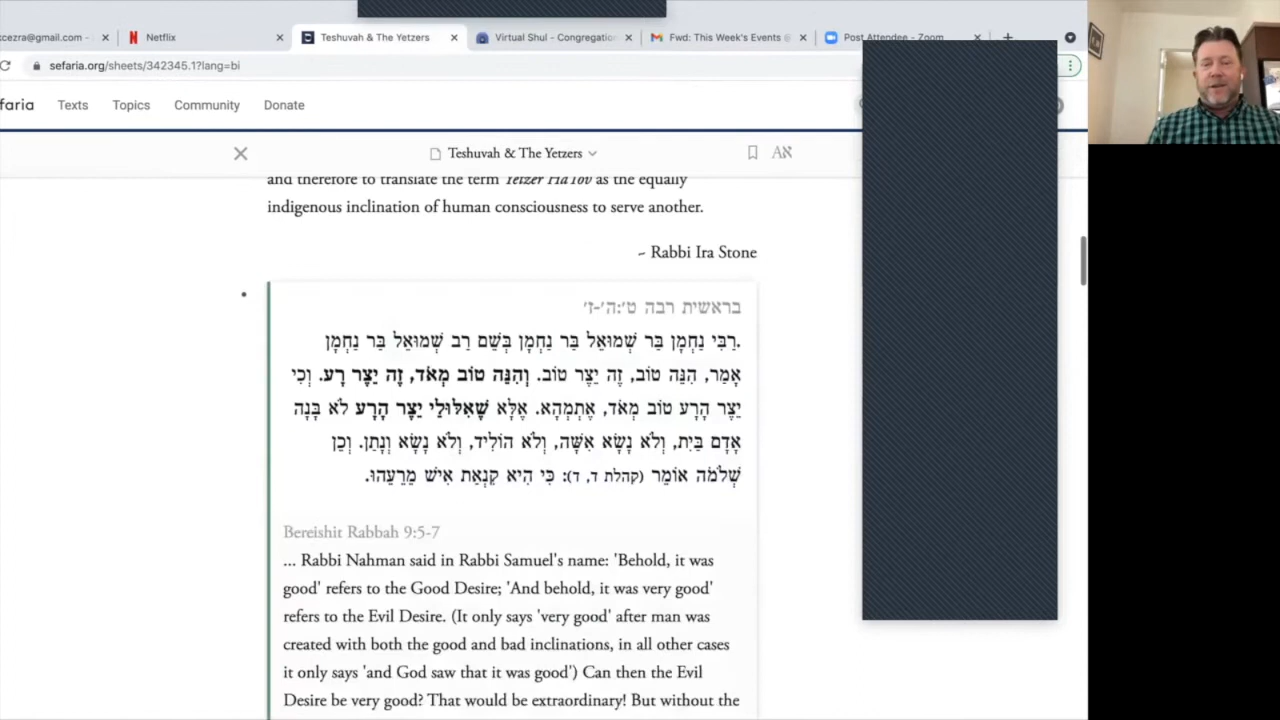 cezra@gmail.com -
Netflix
Teshuvah & The Yetzers
Virtual Shul - Congregation
Fwd: This Week's Events @
Post Attendee - Zoom
sefaria.org/sheets/342345.1?lang=bi
faria
Texts
Topics
Community
Donate
Teshuvah & The Yetzers
אA
and therefore to translate the term Yetzer HaTov as the equally
indigenous inclination of human consciousness to serve another.
~ Rabbi Ira Stone
בראשית רבה ט׳:ה׳-ז׳
.רַבִּי נַחְמָן בַּר שְׁמוּאֵל בַּר נַחְמָן בְּשֵׁם רַב שְׁמוּאֵל בַּר נַחְמָן
אָמַר, הִנֵּה טוֹב, זֶה יֵצֶר טוֹב. וְהִנֵּה טוֹב מְאֹד, זֶה יֵצֶר רָע. וְכִי
יֵצֶר הָרָע טוֹב מְאֹד, אֶתְמְהָא. אֶלָּא שֶׁאִלּוּלֵי יֵצֶר הָרָע לֹא בָּנָה
אָדָם בַּיִת, וְלֹא נָשָׂא אִשָּׁה, וְלֹא הוֹלִיד, וְלֹא נָשָׂא וְנָתַן. וְכֵן
שְׁלֹמֹה אוֹמֵר (קהלת ד, ד): כִּי הִיא קִנְאַת אִישׁ מֵרֵעֵהוּ.
Bereishit Rabbah 9:5-7
... Rabbi Nahman said in Rabbi Samuel's name: 'Behold, it was
good' refers to the Good Desire; 'And behold, it was very good'
refers to the Evil Desire. (It only says 'very good' after man was
created with both the good and bad inclinations, in all other cases
it only says 'and God saw that it was good') Can then the Evil
Desire be very good? That would be extraordinary! But without the